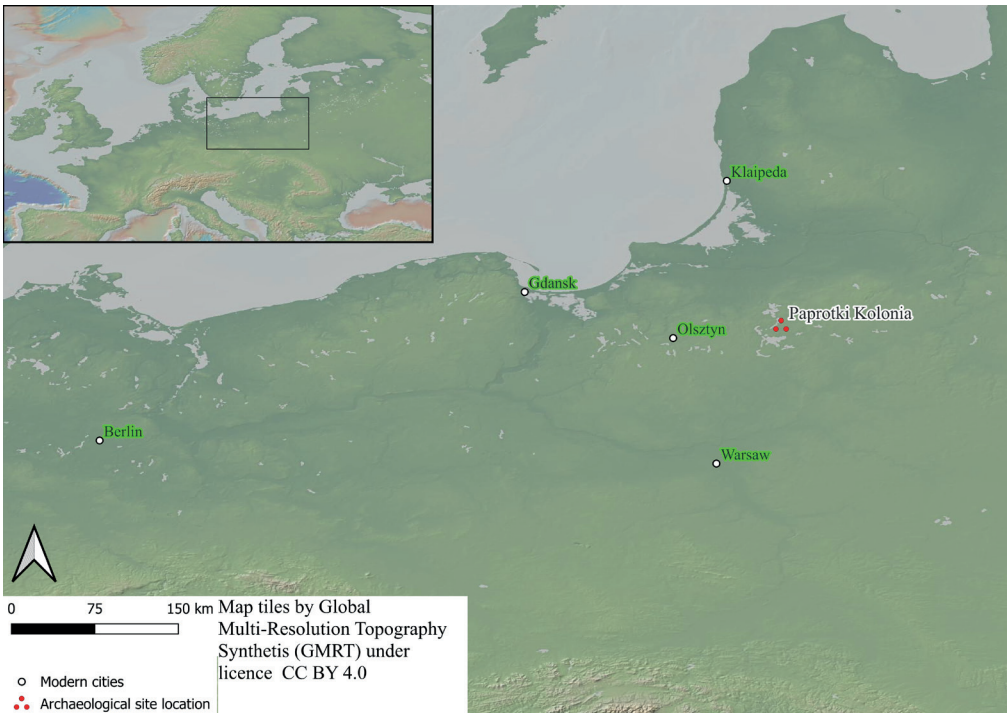 Klaipeda
Gdansk
Paprotki Kolonia
Olsztyn
Berlin
Warsaw
0 75 150 km
Map tiles by Global
Multi-Resolution Topography
Synthetis (GMRT) under
licence CC BY 4.0
Modern cities
Archaeological site location